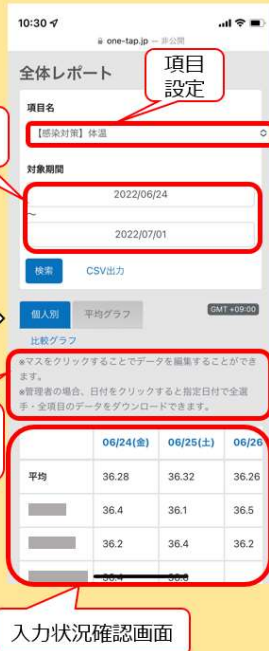 10:30
one-tap.jp — 非公開
全体レポート
項目
設定
項目名
【感染対策】体温
対象期間
2022/06/24
～
2022/07/01
検索 CSV出力
個人別 平均グラフ GMT +09:00
比較グラフ
※マスをクリックすることでデータを編集することができ
ます。
※管理者の場合、日付をクリックすると指定日付で全選
手・全項目のデータをダウンロードできます。
06/24(金) 06/25(土) 06/26
平均 36.28 36.32 36.26
36.4 36.1 36.5
36.2 36.4 36.2
入力状況確認画面